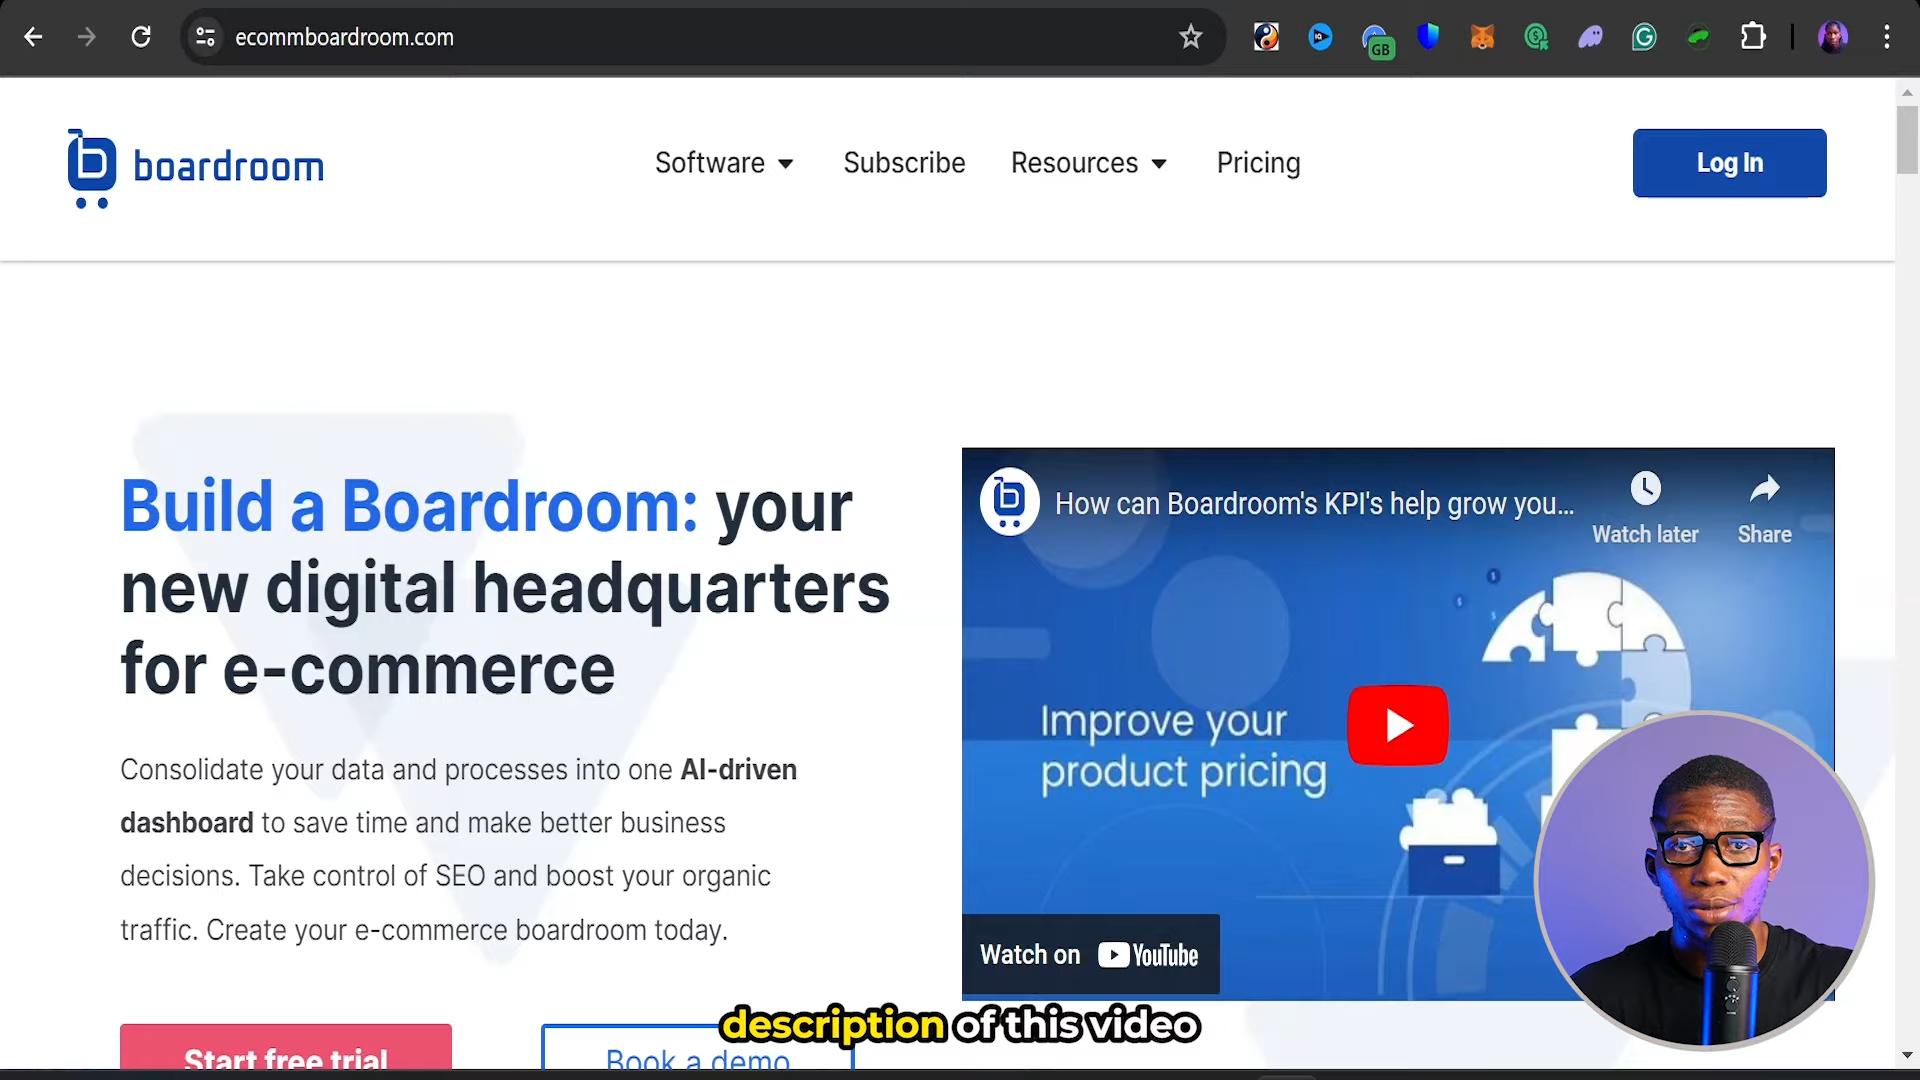 ecommboardroom.com
GB
boardroom
Software
Subscribe
Resources
Pricing
Log In
Build a Boardroom: your
new digital headquarters
for e-commerce
Consolidate your data and processes into one AI-driven
dashboard to save time and make better business
decisions. Take control of SEO and boost your organic
traffic. Create your e-commerce boardroom today.
Start free trial
Book a demo
How can Boardroom's KPI's help grow you...
Watch later
Share
Improve your
product pricing
Watch on YouTube
description of this video